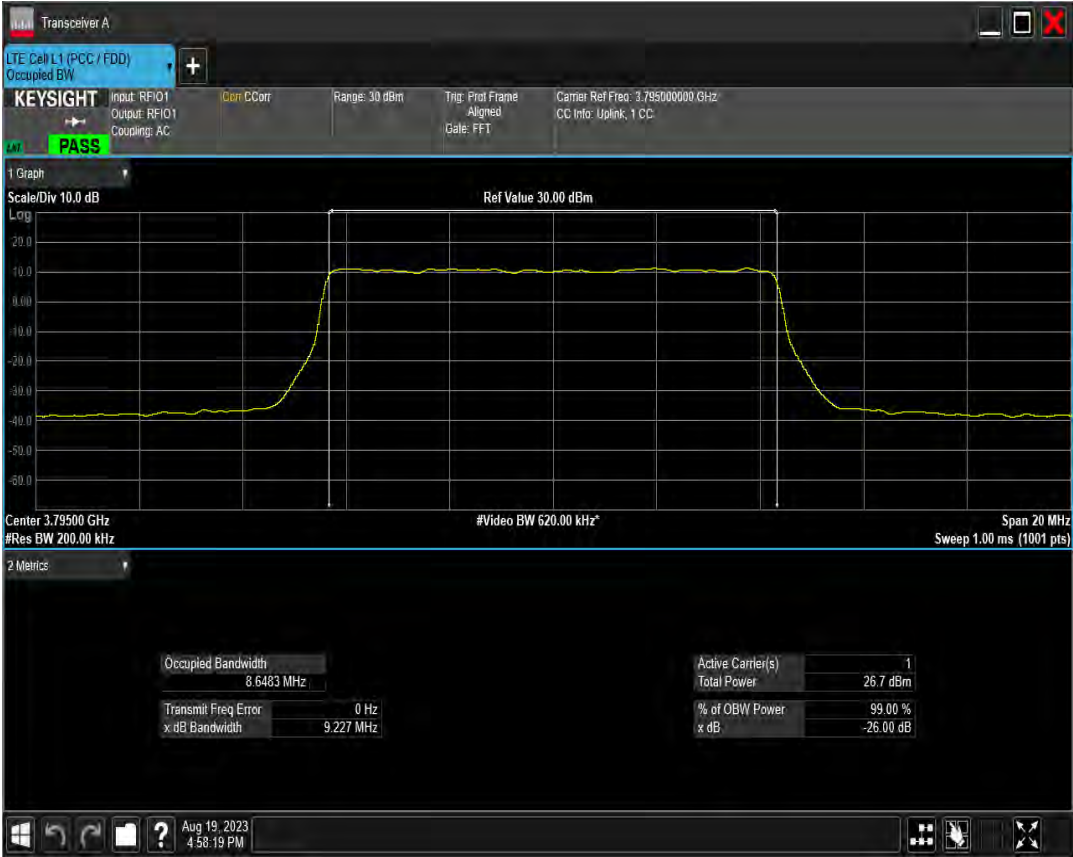 Transceiver A
LTE Cell L1 (PCC / FDD)
Occupied BW
+
KEYSIGHT
PASS
Input: RFIO1
Output: RFIO1
Coupling: AC
Corr CCorr
Range: 30 dBm
Trig: Prot Frame
Aligned
Gate: FFT
Carrier Ref Freq: 3.795000000 GHz
CC Info: Uplink, 1 CC
1 Graph
Scale/Div 10.0 dB
Ref Value 30.00 dBm
Log
20.0
10.0
0.00
-10.0
-20.0
-30.0
-40.0
-50.0
-60.0
Center 3.79500 GHz
#Video BW 620.00 kHz*
Span 20 MHz
#Res BW 200.00 kHz
Sweep 1.00 ms (1001 pts)
2 Metrics
Occupied Bandwidth
8.6483 MHz
Transmit Freq Error 0 Hz
x dB Bandwidth 9.227 MHz
Active Carrier(s) 1
Total Power 26.7 dBm
% of OBW Power 99.00 %
x dB -26.00 dB
?
Aug 19, 2023
4:58:19 PM